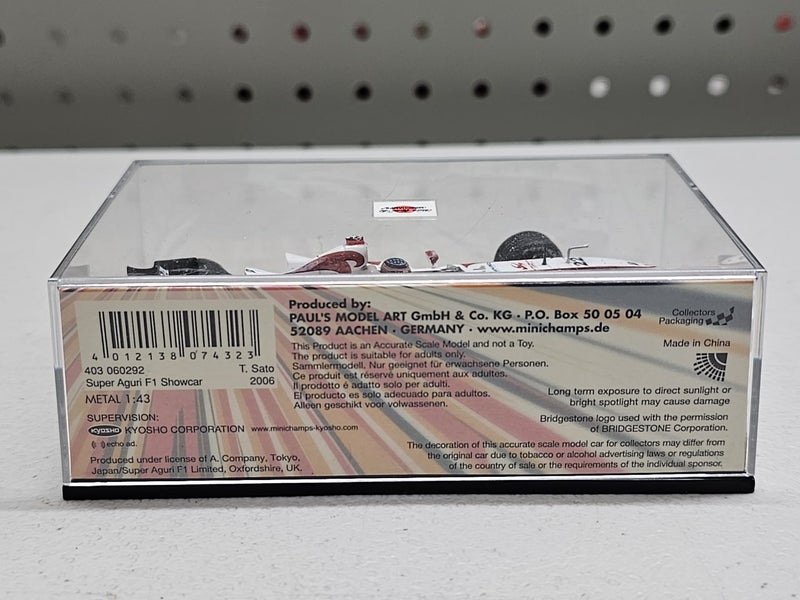 4 012138 074323
403 060292 T. Sato
Super Aguri F1 Showcar 2006
METAL 1:43
SUPERVISION:
KYOSHO KYOSHO CORPORATION www.minichamps-kyosho.com
echo ad.
Produced under license of A. Company, Tokyo,
Japan/Super Aguri F1 Limited, Oxfordshire, UK.
Produced by:
PAUL'S MODEL ART GmbH & Co. KG · P.O. Box 50 05 04
52089 AACHEN · GERMANY · www.minichamps.de
This Product is an Accurate Scale Model and not a Toy.
The product is suitable for adults only.
Sammlermodell. Nur geeignet für erwachsene Personen.
Ce produit est réservé uniquement aux adultes.
Il prodotto é adatto solo per adulti.
El producto es solo adecuado para adultos.
Alleen geschikt voor volwassenen.
Collectors
Packaging
Made in China
Long term exposure to direct sunlight or
bright spotlight may cause damage
Bridgestone logo used with the permission
of BRIDGESTONE Corporation.
The decoration of this accurate scale model car for collectors may differ from
the original car due to tobacco or alcohol advertising laws or regulations
of the country of sale or the requirements of the individual sponsor.